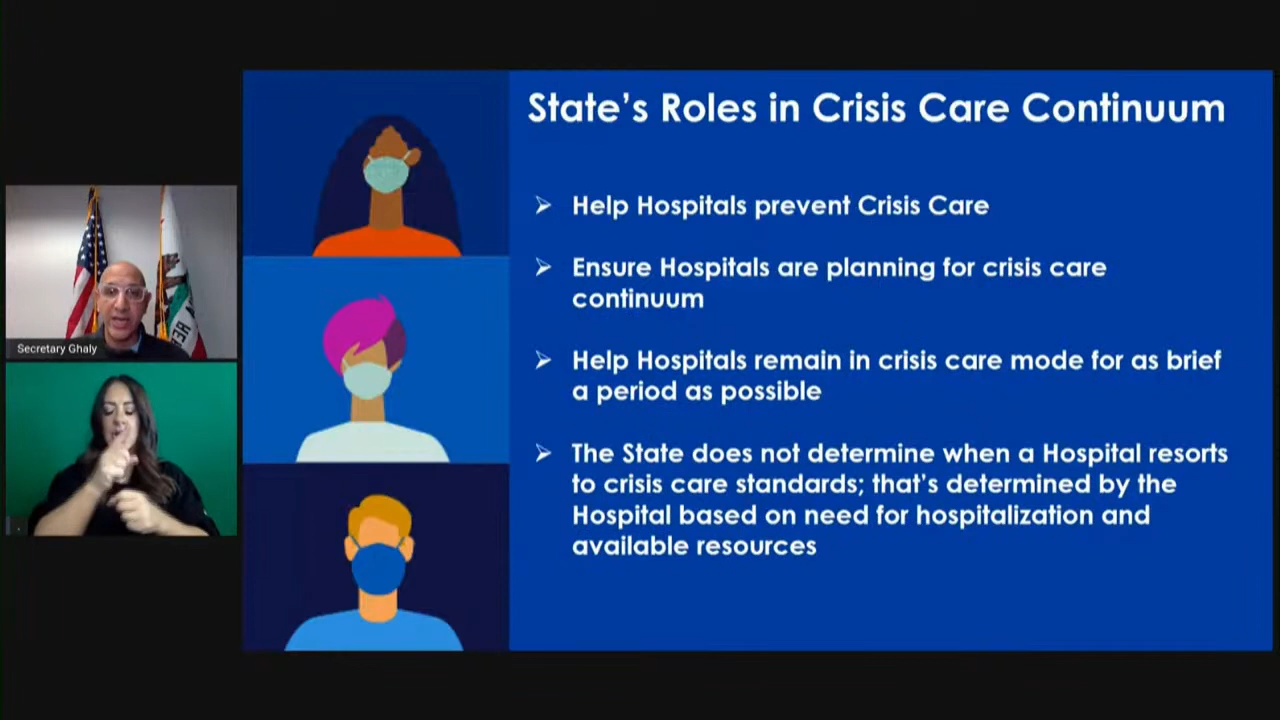 State's Roles in Crisis Care Continuum
➢ Help Hospitals prevent Crisis Care
➢ Ensure Hospitals are planning for crisis care
continuum
➢ Help Hospitals remain in crisis care mode for as brief
a period as possible
➢ The State does not determine when a Hospital resorts
to crisis care standards; that's determined by the
Hospital based on need for hospitalization and
available resources
Secretary Ghaly